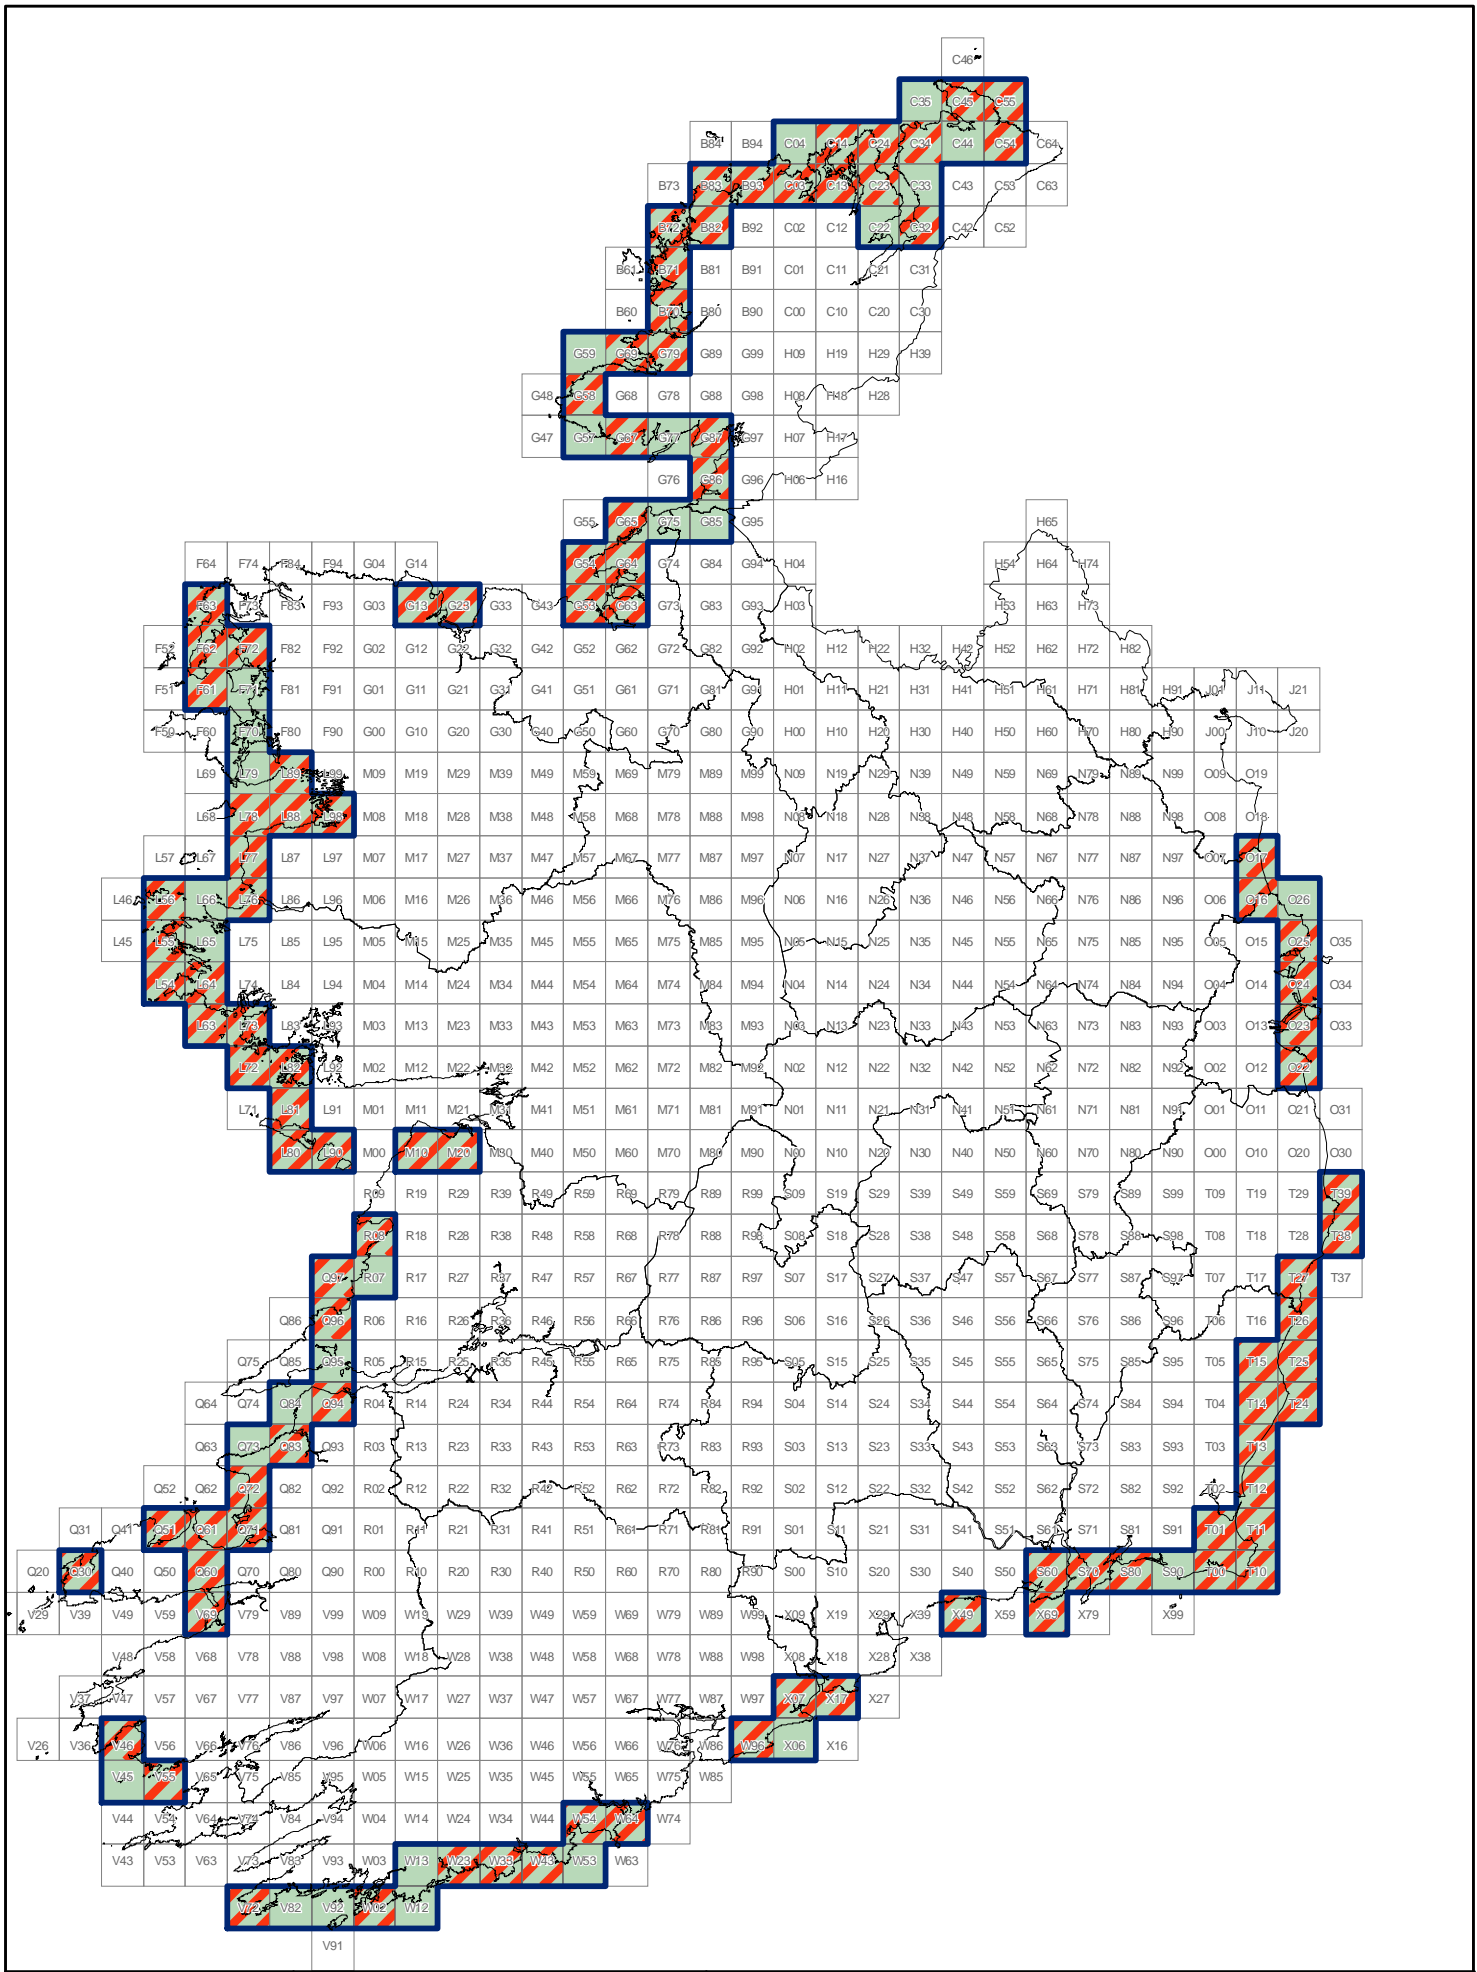 C46
C35 C45 C55
B84 B94 C04 C14 C24 C34 C44 C54 C64
B73 B83 B93 C03 C13 C23 C33 C43 C53 C63
B72 B82 B92 C02 C12 C22 C32 C42 C52
B61 B71 B81 B91 C01 C11 C21 C31
B60 B70 B80 B90 C00 C10 C20 C30
G59 G69 G79 G89 G99 H09 H19 H29 H39
G48 G58 G68 G78 G88 G98 H08 H18 H28
G47 G57 G67 G77 G87 G97 H07 H17
G76 G86 G96 H06 H16
G55 G65 G75 G85 G95 H65
F64 F74 F84 F94 G04 G14 G54 G64 G74 G84 G94 H04 H54 H64 H74
F63 F73 F83 F93 G03 G13 G23 G33 G43 G53 G63 G73 G83 G93 H03 H53 H63 H73
F52 F62 F72 F82 F92 G02 G12 G22 G32 G42 G52 G62 G72 G82 G92 H02 H12 H22 H32 H42 H52 H62 H72 H82
F51 F61 F71 F81 F91 G01 G11 G21 G31 G41 G51 G61 G71 G81 G91 H01 H11 H21 H31 H41 H51 H61 H71 H81 H91 J01 J11 J21
F50 F60 F70 F80 F90 G00 G10 G20 G30 G40 G50 G60 G70 G80 G90 H00 H10 H20 H30 H40 H50 H60 H70 H80 H90 J00 J10 J20
L69 L79 L89 L99 M09 M19 M29 M39 M49 M59 M69 M79 M89 M99 N09 N19 N29 N39 N49 N59 N69 N79 N89 N99 O09 O19
L68 L78 L88 L98 M08 M18 M28 M38 M48 M58 M68 M78 M88 M98 N08 N18 N28 N38 N48 N58 N68 N78 N88 N98 O08 O18
L57 L67 L77 L87 L97 M07 M17 M27 M37 M47 M57 M67 M77 M87 M97 N07 N17 N27 N37 N47 N57 N67 N77 N87 N97 O07 O17
L46 L56 L66 L76 L86 L96 M06 M16 M26 M36 M46 M56 M66 M76 M86 M96 N06 N16 N26 N36 N46 N56 N66 N76 N86 N96 O06 O16 O26
L45 L55 L65 L75 L85 L95 M05 M15 M25 M35 M45 M55 M65 M75 M85 M95 N05 N15 N25 N35 N45 N55 N65 N75 N85 N95 O05 O15 O25 O35
L54 L64 L74 L84 L94 M04 M14 M24 M34 M44 M54 M64 M74 M84 M94 N04 N14 N24 N34 N44 N54 N64 N74 N84 N94 O04 O14 O24 O34
L63 L73 L83 L93 M03 M13 M23 M33 M43 M53 M63 M73 M83 M93 N03 N13 N23 N33 N43 N53 N63 N73 N83 N93 O03 O13 O23 O33
L72 L82 L92 M02 M12 M22 M32 M42 M52 M62 M72 M82 M92 N02 N12 N22 N32 N42 N52 N62 N72 N82 N92 O02 O12 O22
L71 L81 L91 M01 M11 M21 M31 M41 M51 M61 M71 M81 M91 N01 N11 N21 N31 N41 N51 N61 N71 N81 N91 O01 O11 O21 O31
L80 L90 M00 M10 M20 M30 M40 M50 M60 M70 M80 M90 N00 N10 N20 N30 N40 N50 N60 N70 N80 N90 O00 O10 O20 O30
R09 R19 R29 R39 R49 R59 R69 R79 R89 R99 S09 S19 S29 S39 S49 S59 S69 S79 S89 S99 T09 T19 T29 T39
R08 R18 R28 R38 R48 R58 R68 R78 R88 R98 S08 S18 S28 S38 S48 S58 S68 S78 S88 S98 T08 T18 T28 T38
Q97 R07 R17 R27 R37 R47 R57 R67 R77 R87 R97 S07 S17 S27 S37 S47 S57 S67 S77 S87 S97 T07 T17 T27 T37
Q86 Q96 R06 R16 R26 R36 R46 R56 R66 R76 R86 R96 S06 S16 S26 S36 S46 S56 S66 S76 S86 S96 T06 T16 T26
Q75 Q85 Q95 R05 R15 R25 R35 R45 R55 R65 R75 R85 R95 S05 S15 S25 S35 S45 S55 S65 S75 S85 S95 T05 T15 T25
Q64 Q74 Q84 Q94 R04 R14 R24 R34 R44 R54 R64 R74 R84 R94 S04 S14 S24 S34 S44 S54 S64 S74 S84 S94 T04 T14 T24
Q63 Q73 Q83 Q93 R03 R13 R23 R33 R43 R53 R63 R73 R83 R93 S03 S13 S23 S33 S43 S53 S63 S73 S83 S93 T03 T13
Q52 Q62 Q72 Q82 Q92 R02 R12 R22 R32 R42 R52 R62 R72 R82 R92 S02 S12 S22 S32 S42 S52 S62 S72 S82 S92 T02 T12
Q31 Q41 Q51 Q61 Q71 Q81 Q91 R01 R11 R21 R31 R41 R51 R61 R71 R81 R91 S01 S11 S21 S31 S41 S51 S61 S71 S81 S91 T01 T11
Q20 Q30 Q40 Q50 Q60 Q70 Q80 Q90 R00 R10 R20 R30 R40 R50 R60 R70 R80 R90 S00 S10 S20 S30 S40 S50 S60 S70 S80 S90 T00 T10
V29 V39 V49 V59 V69 V79 V89 V99 W09 W19 W29 W39 W49 W59 W69 W79 W89 W99 X09 X19 X29 X39 X49 X59 X69 X79 X99
V48 V58 V68 V78 V88 V98 W08 W18 W28 W38 W48 W58 W68 W78 W88 W98 X08 X18 X28 X38
V37 V47 V57 V67 V77 V87 V97 W07 W17 W27 W37 W47 W57 W67 W77 W87 W97 X07 X17 X27
V26 V36 V46 V56 V66 V76 V86 V96 W06 W16 W26 W36 W46 W56 W66 W76 W86 W96 X06 X16
V45 V55 V65 V75 V85 V95 W05 W15 W25 W35 W45 W55 W65 W75 W85
V44 V54 V64 V74 V84 V94 W04 W14 W24 W34 W44 W54 W64 W74
V43 V53 V63 V73 V83 V93 W03 W13 W23 W33 W43 W53 W63
V72 V82 V92 W02 W12
V91